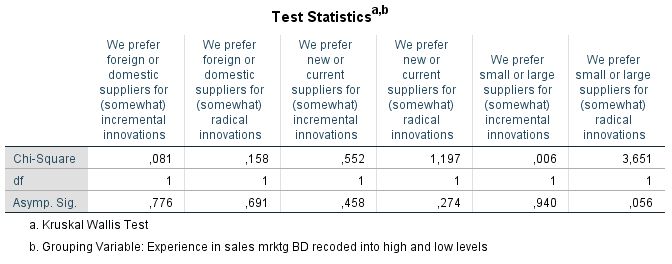 Test Statisticsa,b
We prefer foreign or domestic suppliers for (somewhat) incremental innovations
We prefer foreign or domestic suppliers for (somewhat) radical innovations
We prefer new or current suppliers for (somewhat) incremental innovations
We prefer new or current suppliers for (somewhat) radical innovations
We prefer small or large suppliers for (somewhat) incremental innovations
We prefer small or large suppliers for (somewhat) radical innovations
Chi-Square ,081 ,158 ,552 1,197 ,006 3,651
df 1 1 1 1 1 1
Asymp. Sig. ,776 ,691 ,458 ,274 ,940 ,056
a. Kruskal Wallis Test
b. Grouping Variable: Experience in sales mrktg BD recoded into high and low levels